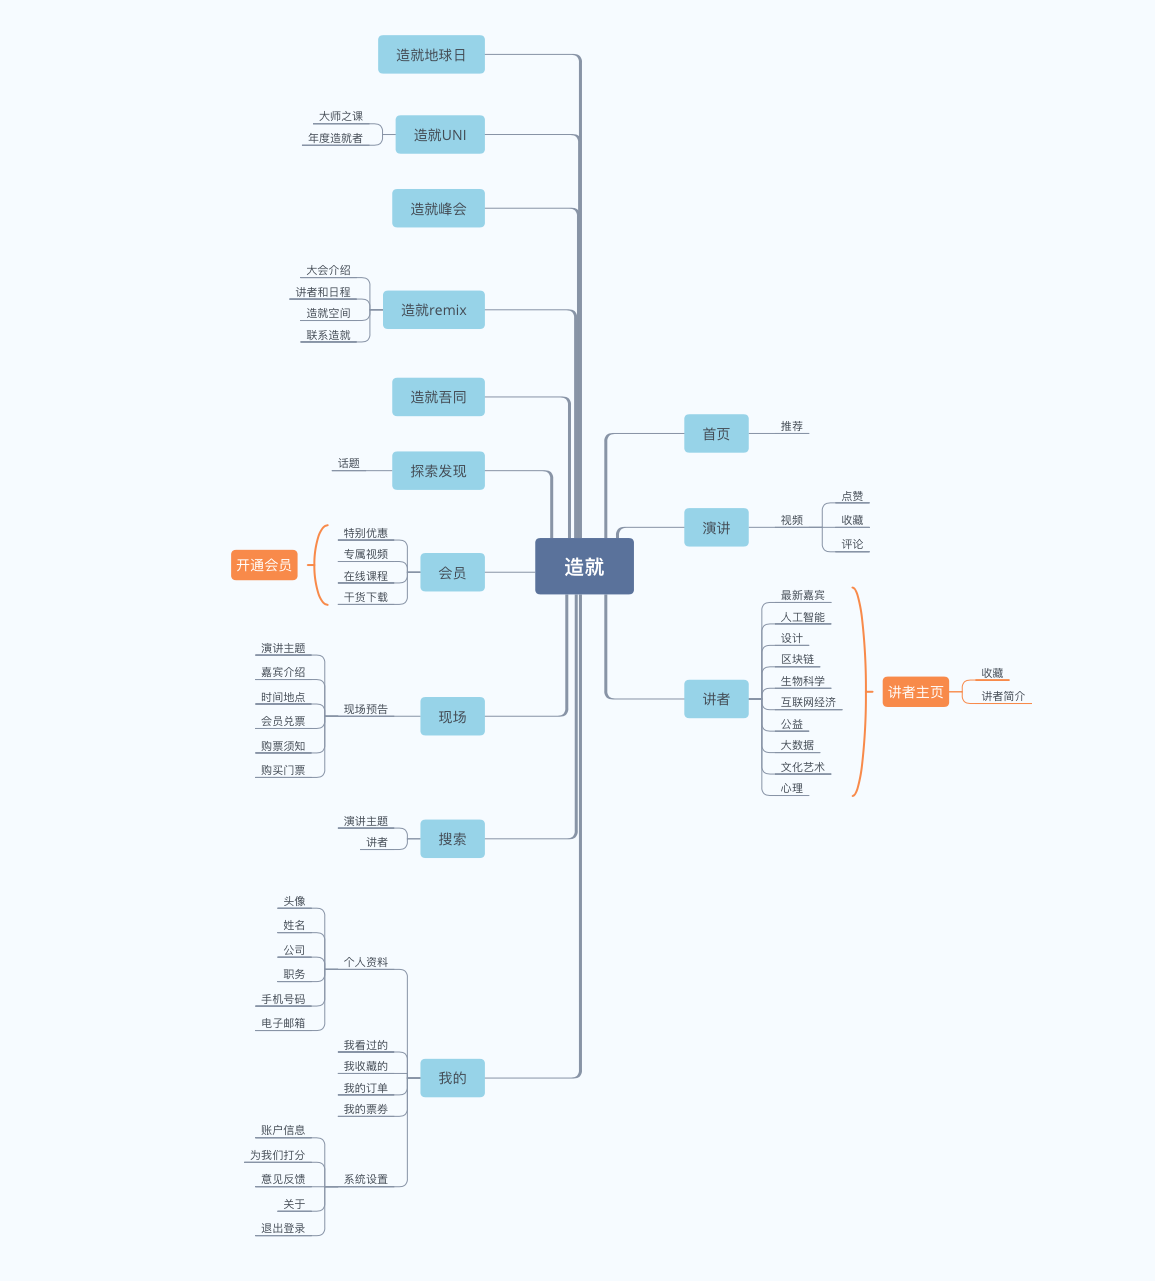 造就
首页
推荐
演讲
视频
点赞
收藏
评论
讲者
最新嘉宾
人工智能
设计
区块链
生物科学
互联网经济
公益
大数据
文化艺术
心理
讲者主页
收藏
讲者简介
造就地球日
造就UNI
大师之课
年度造就者
造就峰会
造就remix
大会介绍
讲者和日程
造就空间
联系造就
造就吾同
探索发现
话题
会员
特别优惠
专属视频
在线课程
干货下载
开通会员
现场
现场预告
演讲主题
嘉宾介绍
时间地点
会员兑票
购票须知
购买门票
搜索
演讲主题
讲者
我的
个人资料
头像
姓名
公司
职务
手机号码
电子邮箱
我看过的
我收藏的
我的订单
我的票券
系统设置
账户信息
为我们打分
意见反馈
关于
退出登录